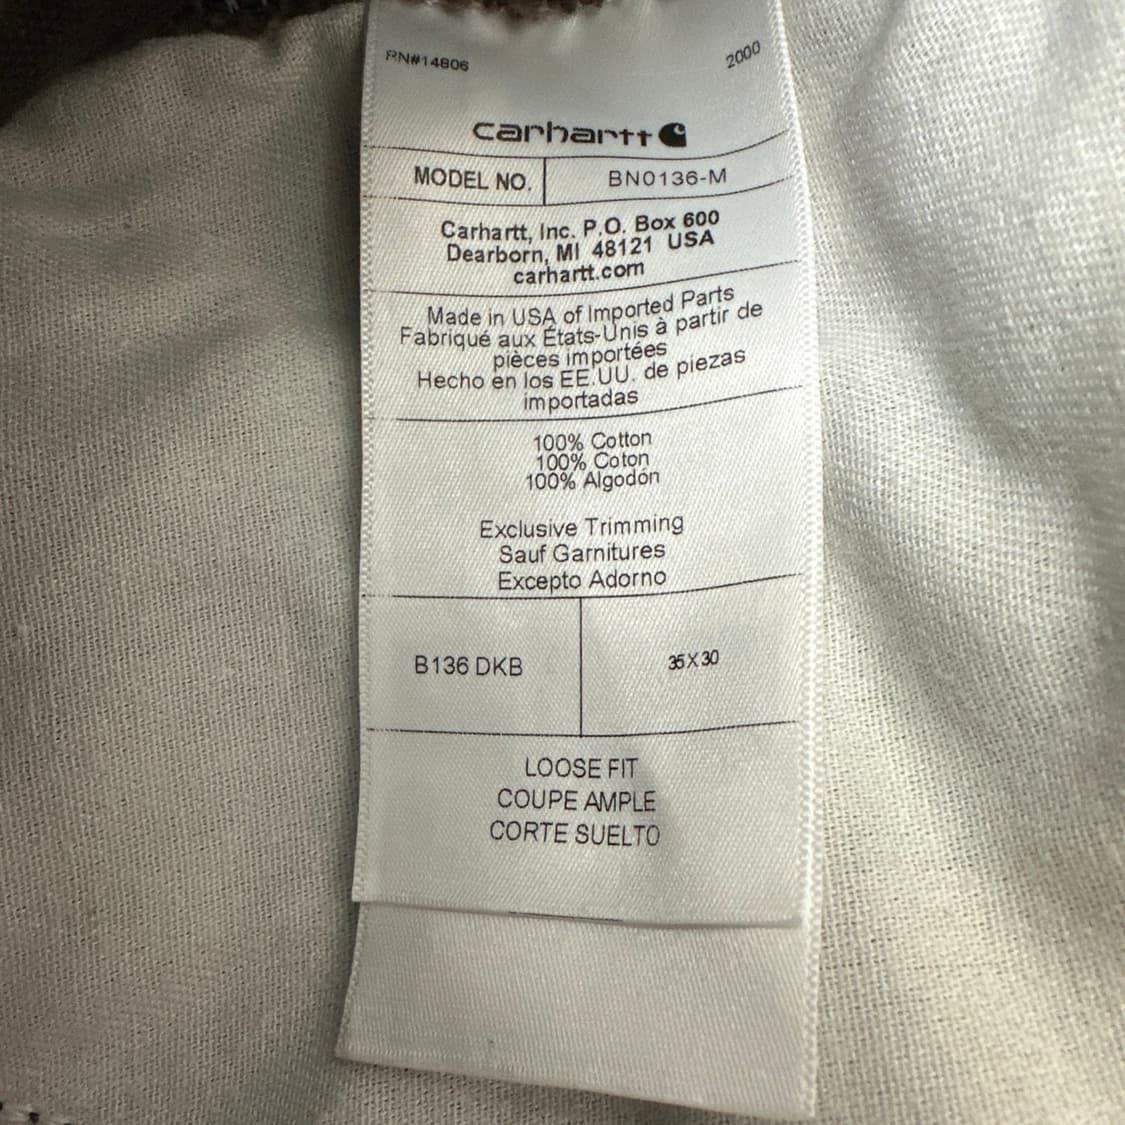 RN#14806 2000
carhartt
MODEL NO. BN0136-M
Carhartt, Inc. P.O. Box 600
Dearborn, MI 48121 USA
carhartt.com
Made in USA of Imported Parts
Fabriqué aux États-Unis à partir de
pièces importées
Hecho en los EE.UU. de piezas
importadas
100% Cotton
100% Coton
100% Algodón
Exclusive Trimming
Sauf Garnitures
Excepto Adorno
B136 DKB 35X30
LOOSE FIT
COUPE AMPLE
CORTE SUELTO